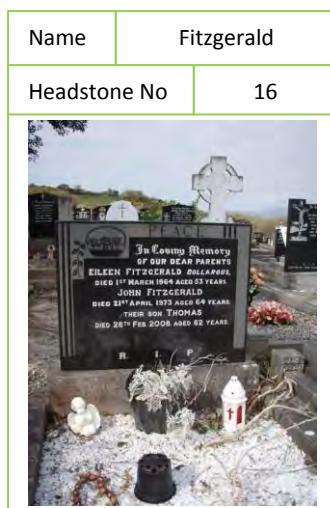 Name Fitzgerald
Headstone No 16
PEACE
In Loving Memory
OF OUR DEAR PARENTS
EILEEN FITZGERALD BOLLAROUS,
DIED 1ST MARCH 1964 AGED 53 YEARS
JOHN FITZGERALD
DIED 21ST APRIL 1973 AGED 64 YEARS.
THEIR SON THOMAS
DIED 28TH FEB 2008 AGED 62 YEARS.
R I P